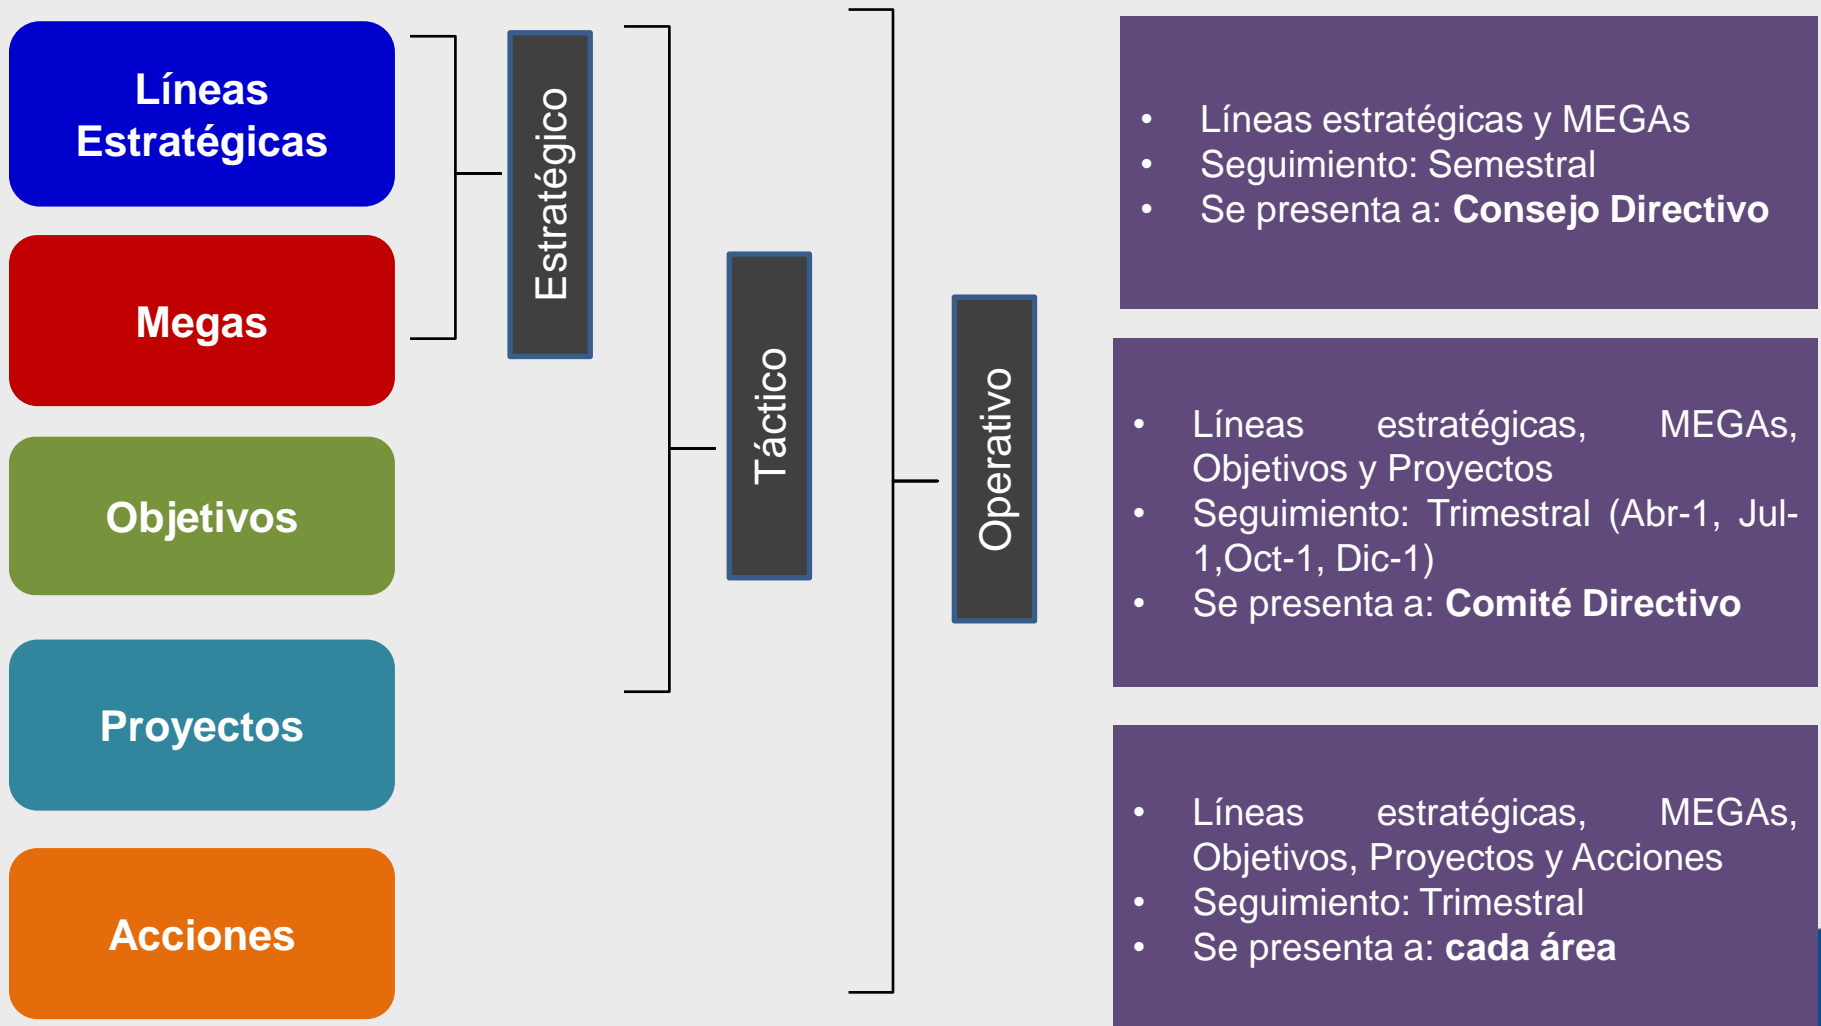 Líneas
Estratégicas
Megas
Objetivos
Proyectos
Acciones
Estratégico
Táctico
Operativo
• Líneas estratégicas y MEGAs
• Seguimiento: Semestral
• Se presenta a: Consejo Directivo
• Líneas estratégicas, MEGAs,
Objetivos y Proyectos
• Seguimiento: Trimestral (Abr-1, Jul-
1,Oct-1, Dic-1)
• Se presenta a: Comité Directivo
• Líneas estratégicas, MEGAs,
Objetivos, Proyectos y Acciones
• Seguimiento: Trimestral
• Se presenta a: cada área